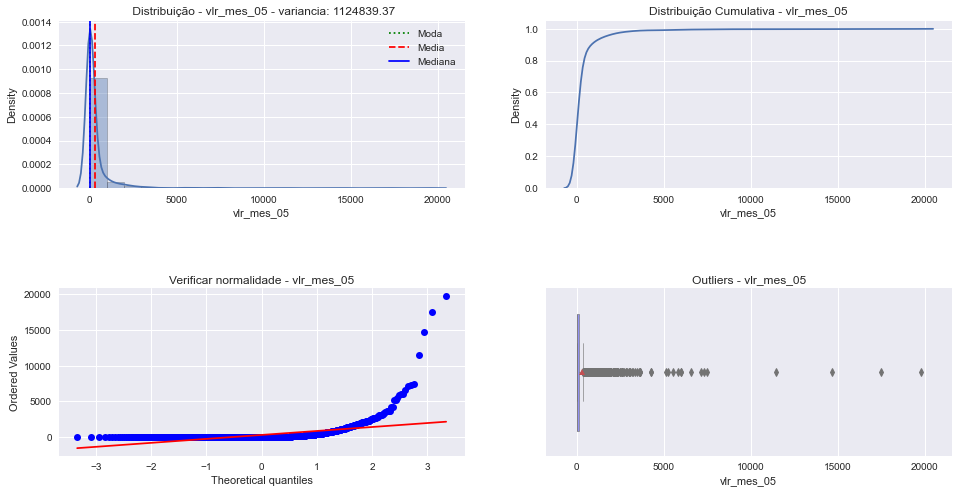 Distribuição - vlr_mes_05 - variancia: 1124839.37
0.0014
0.0012
0.0010
0.0008
0.0006
0.0004
0.0002
0.0000
Density
Moda
Media
Mediana
0
5000
10000
15000
20000
vlr_mes_05
Distribuição Cumulativa - vlr_mes_05
1.0
0.8
0.6
0.4
0.2
0.0
Density
0
5000
10000
15000
20000
vlr_mes_05
Verificar normalidade - vlr_mes_05
20000
15000
10000
5000
0
Ordered Values
−3
−2
−1
0
1
2
3
Theoretical quantiles
Outliers - vlr_mes_05
0
5000
10000
15000
20000
vlr_mes_05